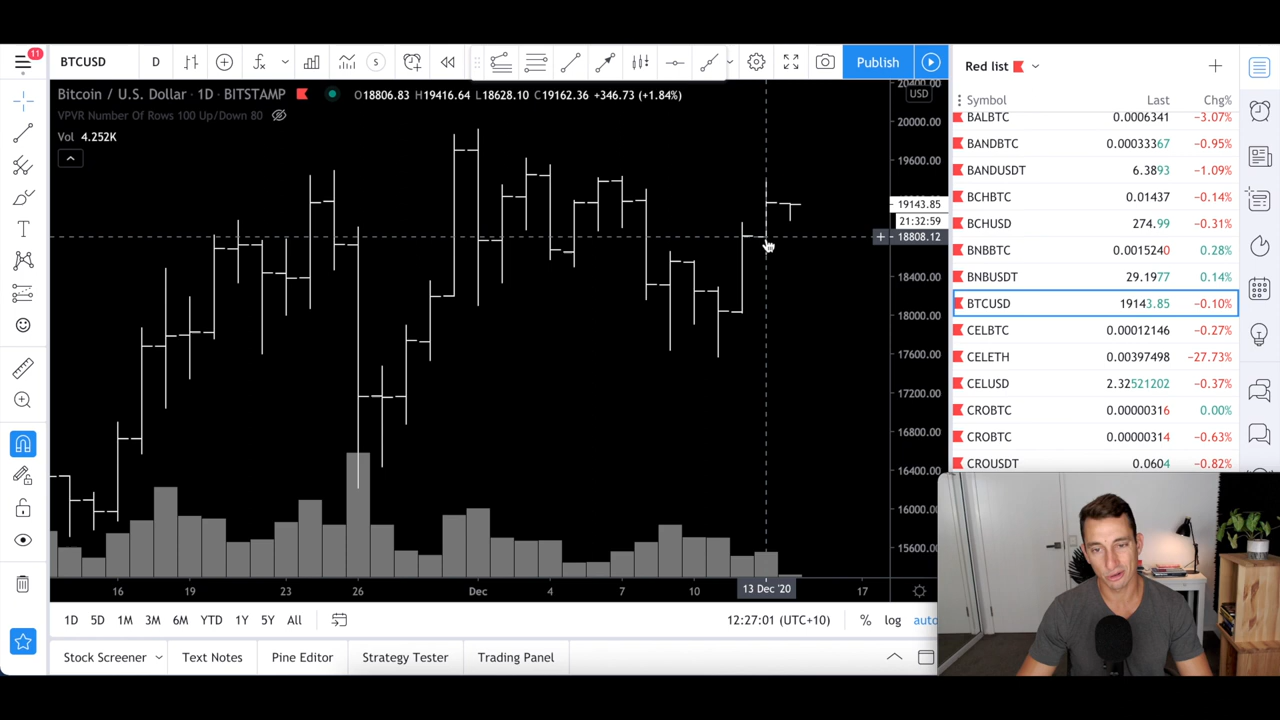 11
BTCUSD
D
S
Publish
Bitcoin / U.S. Dollar · 1D · BITSTAMP
O18806.83 H19416.64 L18628.10 C19162.36 +346.73 (+1.84%)
VPVR Number Of Rows 100 Up/Down 80
Vol 4.252K
20400.00
USD
20000.00
19600.00
19143.85
21:32:59
18808.12
18400.00
18000.00
17600.00
17200.00
16800.00
16400.00
16000.00
15600.00
16
19
23
26
Dec
4
7
10
13 Dec '20
17
1D
5D
1M
3M
6M
YTD
1Y
5Y
All
12:27:01 (UTC+10)
%
log
auto
Stock Screener
Text Notes
Pine Editor
Strategy Tester
Trading Panel
Red list
Symbol Last Chg%
BALBTC 0.0006341 −3.07%
BANDBTC 0.00033367 −0.95%
BANDUSDT 6.3893 −1.09%
BCHBTC 0.01437 −0.14%
BCHUSD 274.99 −0.31%
BNBBTC 0.0015240 0.28%
BNBUSDT 29.1977 0.14%
BTCUSD 19143.85 −0.10%
CELBTC 0.00012146 −0.27%
CELETH 0.00397498 −27.73%
CELUSD 2.32521202 −0.37%
CROBTC 0.00000316 0.00%
CROBTC 0.00000314 −0.63%
CROUSDT 0.0604 −0.82%